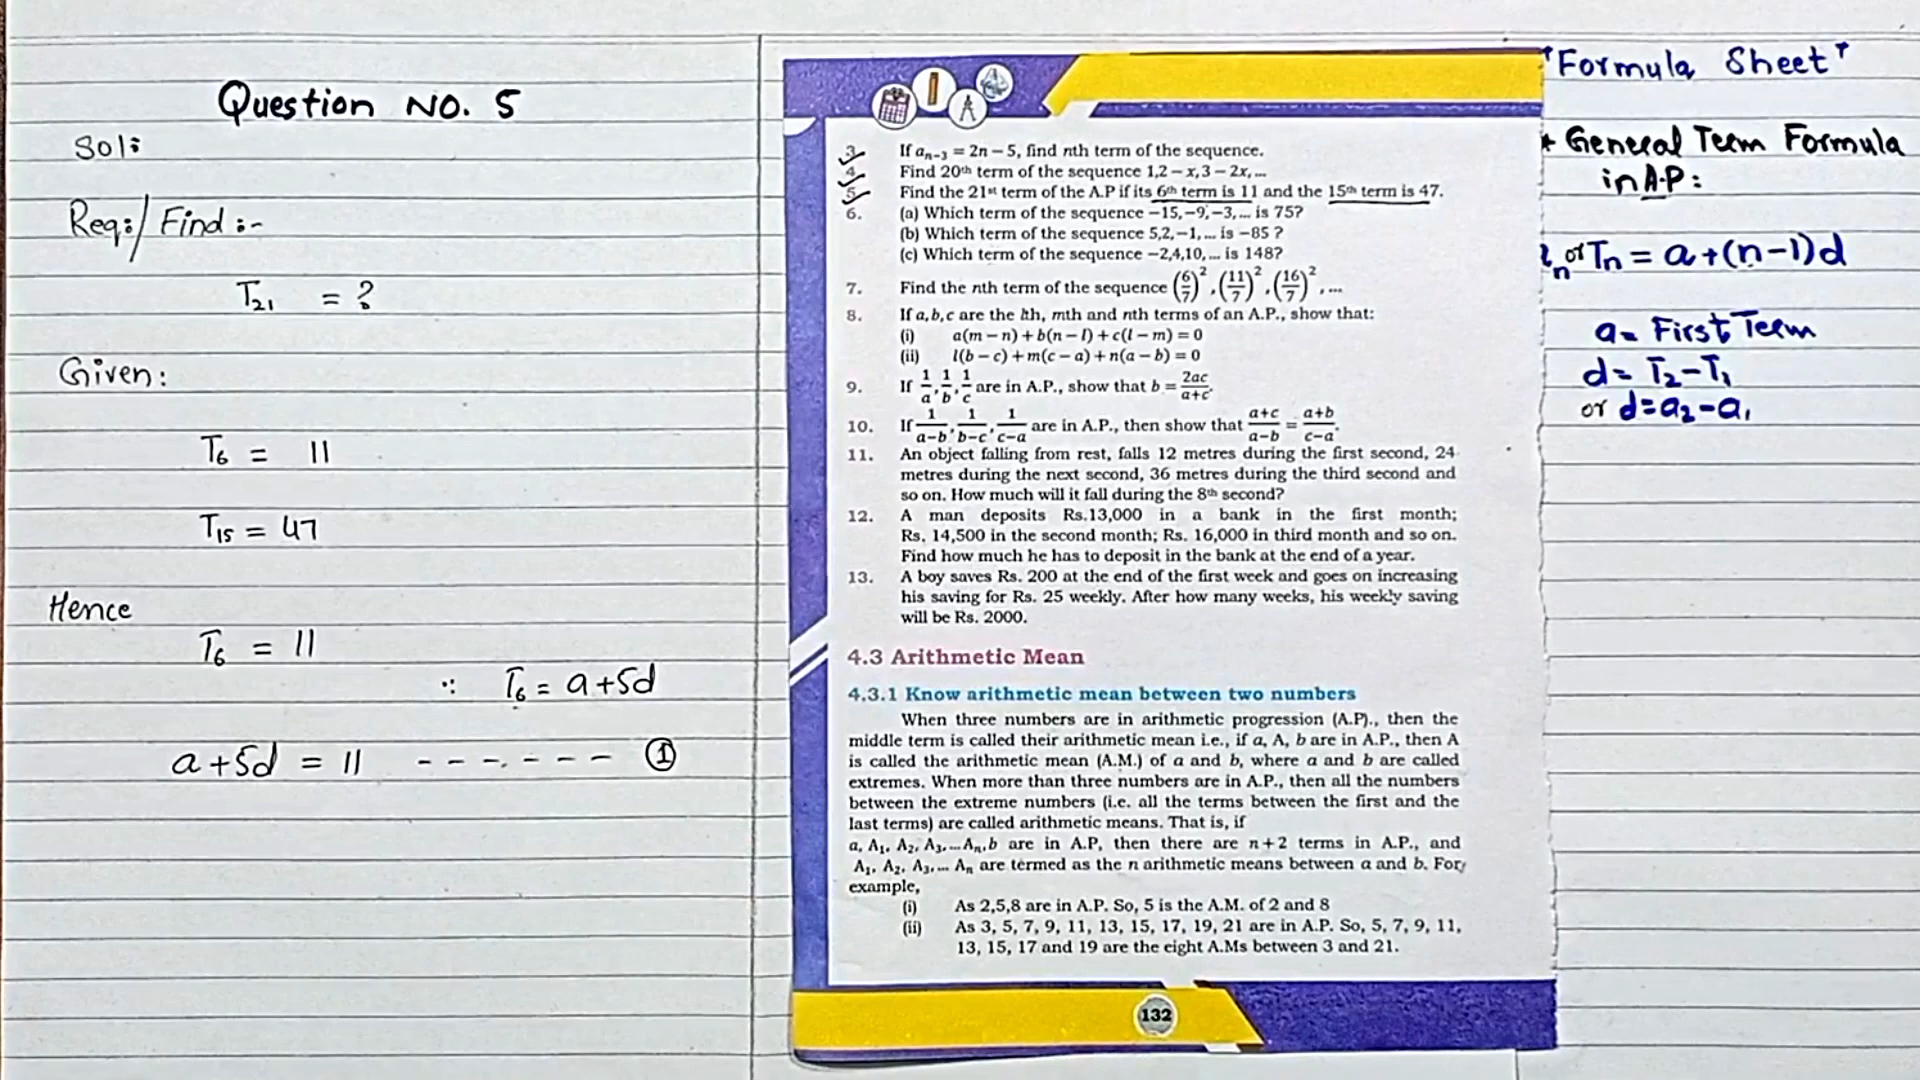 Question NO. 5
Sol:
Req:/Find :-
T₂₁ = ?
Given:
T₆ = 11
T₁₅ = 47
Hence
T₆ = 11
∵ T₆ = a+5d
a+5d = 11 ------- ①
3. If aₙ₋₃ = 2n − 5, find nth term of the sequence.
4. Find 20th term of the sequence 1,2 − x, 3 − 2x, ...
5. Find the 21st term of the A.P if its 6th term is 11 and the 15th term is 47.
6. (a) Which term of the sequence −15,−9,−3,... is 75?
(b) Which term of the sequence 5,2,−1,... is −85 ?
(c) Which term of the sequence −2,4,10,... is 148?
7. Find the nth term of the sequence (6/7)², (11/7)², (16/7)², ...
8. If a,b,c are the lth, mth and nth terms of an A.P., show that:
(i) a(m − n) + b(n − l) + c(l − m) = 0
(ii) l(b − c) + m(c − a) + n(a − b) = 0
9. If 1/a, 1/b, 1/c are in A.P., show that b = 2ac/a+c.
10. If 1/a−b, 1/b−c, 1/c−a are in A.P., then show that a+c/a−b = a+b/c−a.
11. An object falling from rest, falls 12 metres during the first second, 24
metres during the next second, 36 metres during the third second and
so on. How much will it fall during the 8th second?
12. A man deposits Rs.13,000 in a bank in the first month;
Rs. 14,500 in the second month; Rs. 16,000 in third month and so on.
Find how much he has to deposit in the bank at the end of a year.
13. A boy saves Rs. 200 at the end of the first week and goes on increasing
his saving for Rs. 25 weekly. After how many weeks, his weekly saving
will be Rs. 2000.
4.3 Arithmetic Mean
4.3.1 Know arithmetic mean between two numbers
When three numbers are in arithmetic progression (A.P)., then the
middle term is called their arithmetic mean i.e., if a, A, b are in A.P., then A
is called the arithmetic mean (A.M.) of a and b, where a and b are called
extremes. When more than three numbers are in A.P., then all the numbers
between the extreme numbers (i.e. all the terms between the first and the
last terms) are called arithmetic means. That is, if
a, A₁, A₂, A₃,...Aₙ,b are in A.P, then there are n+2 terms in A.P., and
A₁, A₂, A₃,... Aₙ are termed as the n arithmetic means between a and b. For
example,
(i) As 2,5,8 are in A.P. So, 5 is the A.M. of 2 and 8
(ii) As 3, 5, 7, 9, 11, 13, 15, 17, 19, 21 are in A.P. So, 5, 7, 9, 11,
13, 15, 17 and 19 are the eight A.Ms between 3 and 21.
132
"Formula Sheet"
* General Term Formula
in A.P:
or Tn = a+(n-1)d
a = First Term
d = T₂-T₁
or d=a₂-a₁